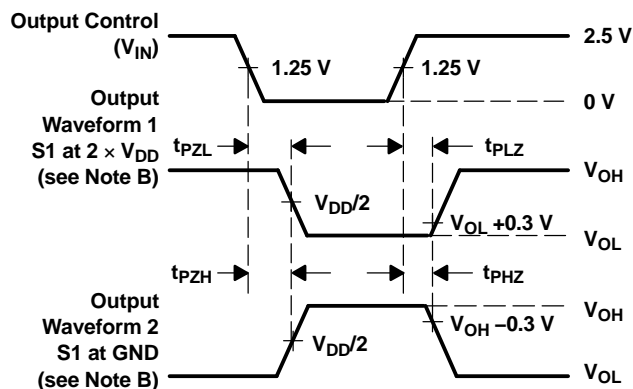 Output Control
(VIN)
2.5 V
1.25 V
1.25 V
0 V
Output
Waveform 1
S1 at 2 × VDD
(see Note B)
tPZL
tPLZ
VOH
VDD/2
VOL +0.3 V
VOL
tPZH
tPHZ
Output
Waveform 2
S1 at GND
(see Note B)
VOH
VOH −0.3 V
VDD/2
VOL